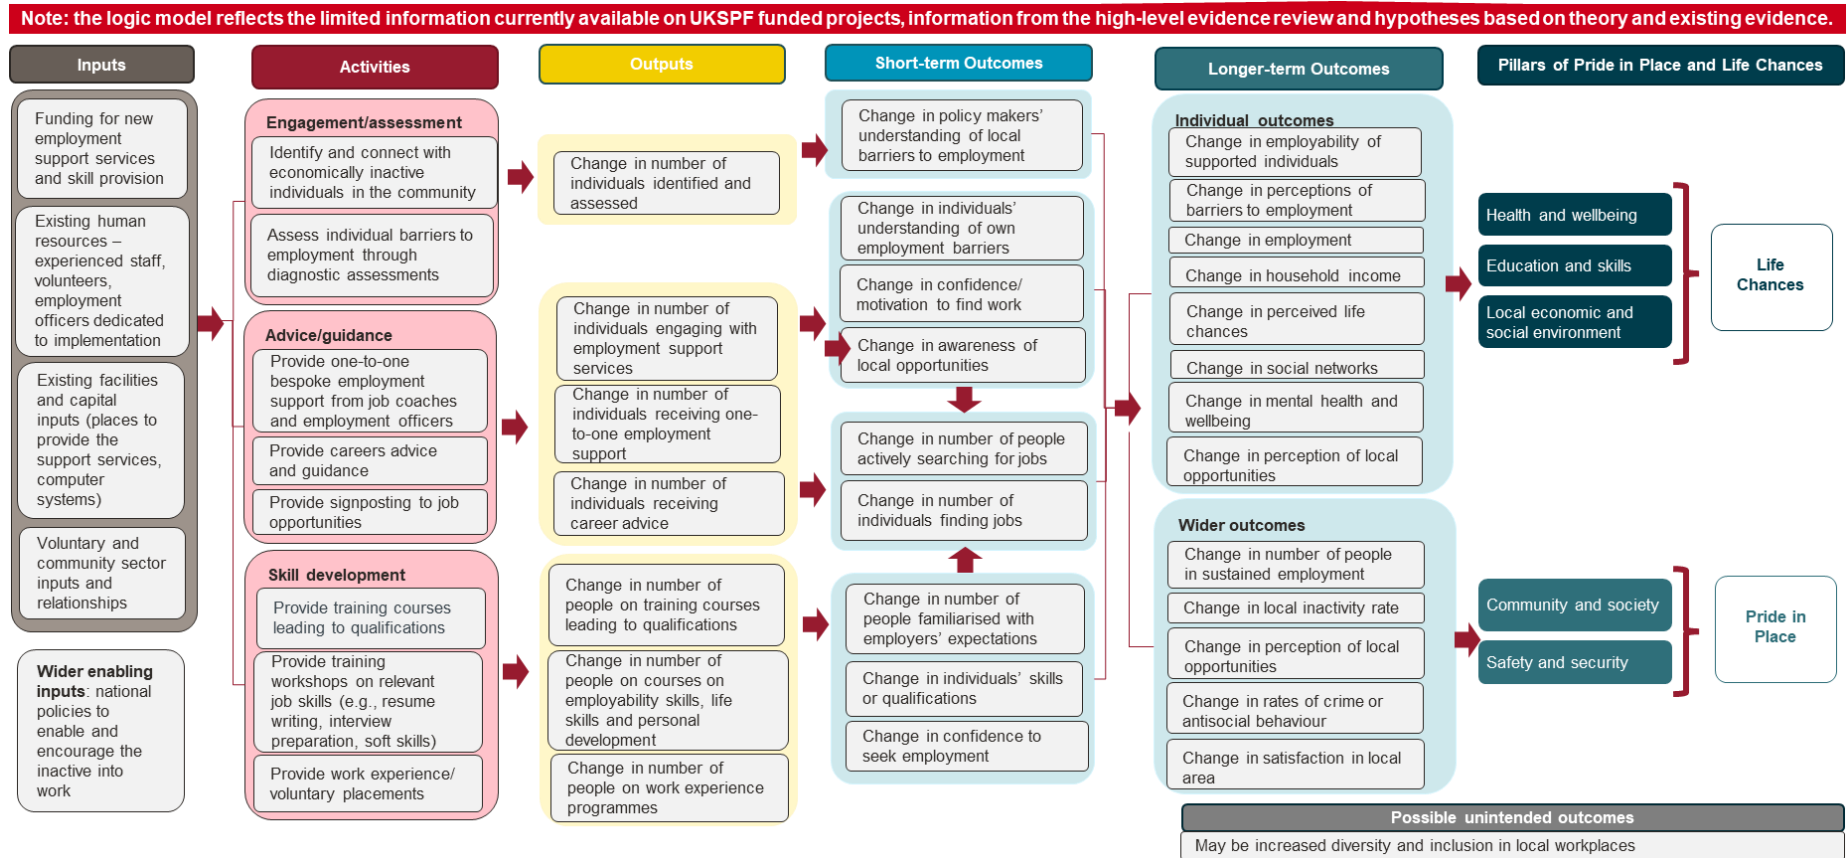 Note: the logic model reflects the limited information currently available on UKSPF funded projects, information from the high-level evidence review and hypotheses based on theory and existing evidence.
Inputs
Funding for new
employment
support services
and skill provision
Existing human
resources –
experienced staff,
volunteers,
employment
officers dedicated
to implementation
Existing facilities
and capital
inputs (places to
provide the
support services,
computer
systems)
Voluntary and
community sector
inputs and
relationships
Wider enabling
inputs: national
policies to
enable and
encourage the
inactive into
work
Activities
Engagement/assessment
Identify and connect with
economically inactive
individuals in the community
Assess individual barriers to
employment through
diagnostic assessments
Advice/guidance
Provide one-to-one
bespoke employment
support from job coaches
and employment officers
Provide careers advice
and guidance
Provide signposting to job
opportunities
Skill development
Provide training courses
leading to qualifications
Provide training
workshops on relevant
job skills (e.g., resume
writing, interview
preparation, soft skills)
Provide work experience/
voluntary placements
Outputs
Change in number of
individuals identified and
assessed
Change in number of
individuals engaging with
employment support
services
Change in number of
individuals receiving one-
to-one employment
support
Change in number of
individuals receiving
career advice
Change in number of
people on training courses
leading to qualifications
Change in number of
people on courses on
employability skills, life
skills and personal
development
Change in number of
people on work experience
programmes
Short-term Outcomes
Change in policy makers'
understanding of local
barriers to employment
Change in individuals'
understanding of own
employment barriers
Change in confidence/
motivation to find work
Change in awareness of
local opportunities
Change in number of people
actively searching for jobs
Change in number of
individuals finding jobs
Change in number of
people familiarised with
employers' expectations
Change in individuals' skills
or qualifications
Change in confidence to
seek employment
Longer-term Outcomes
Individual outcomes
Change in employability of
supported individuals
Change in perceptions of
barriers to employment
Change in employment
Change in household income
Change in perceived life
chances
Change in social networks
Change in mental health and
wellbeing
Change in perception of local
opportunities
Wider outcomes
Change in number of people
in sustained employment
Change in local inactivity rate
Change in perception of local
opportunities
Change in rates of crime or
antisocial behaviour
Change in satisfaction in local
area
Pillars of Pride in Place and Life Chances
Health and wellbeing
Education and skills
Local economic and
social environment
Life
Chances
Community and society
Safety and security
Pride in
Place
Possible unintended outcomes
May be increased diversity and inclusion in local workplaces